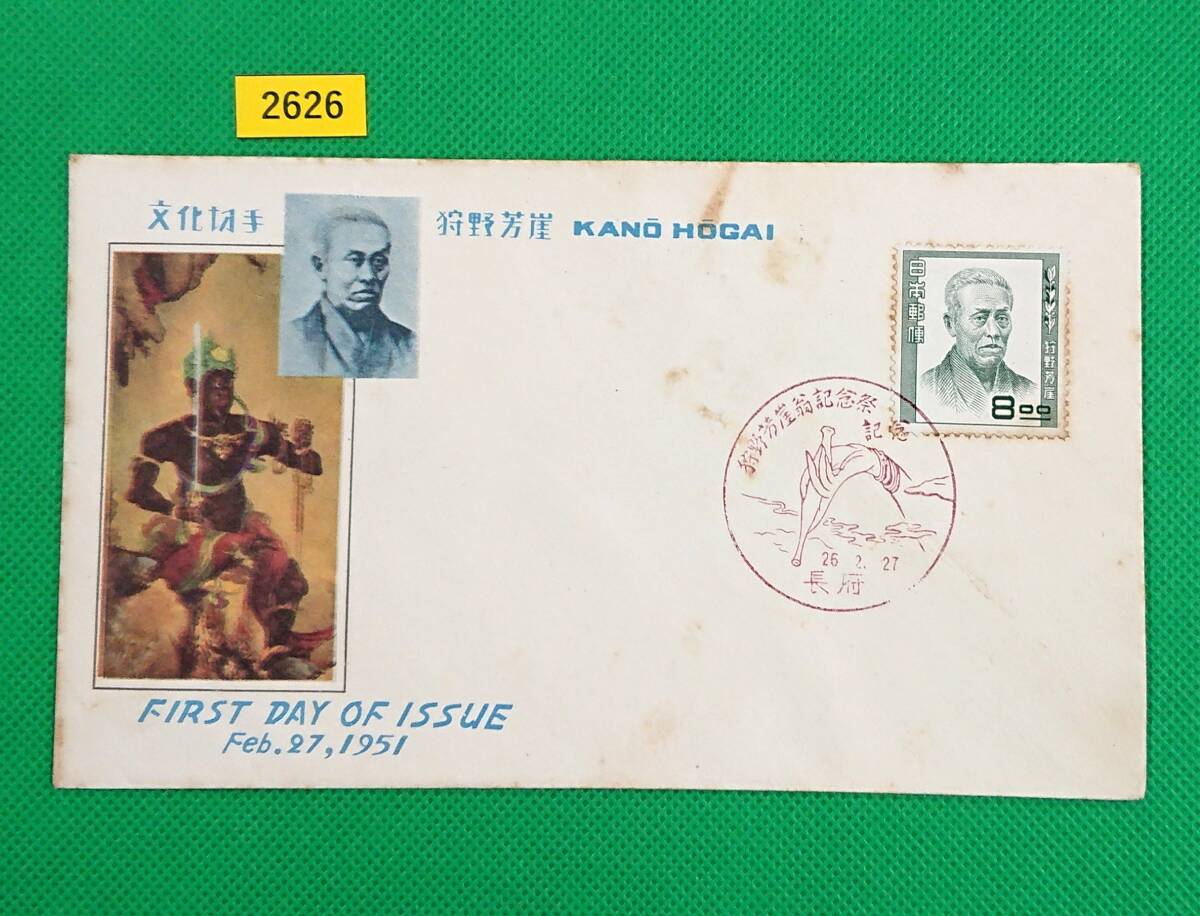 2626
文化切手
狩野芳崖 KANŌ HŌGAI
日本郵便
狩野芳崖
800
狩野芳崖翁記念祭
記念
26 2. 27
長府
FIRST DAY OF ISSUE
Feb. 27, 1951